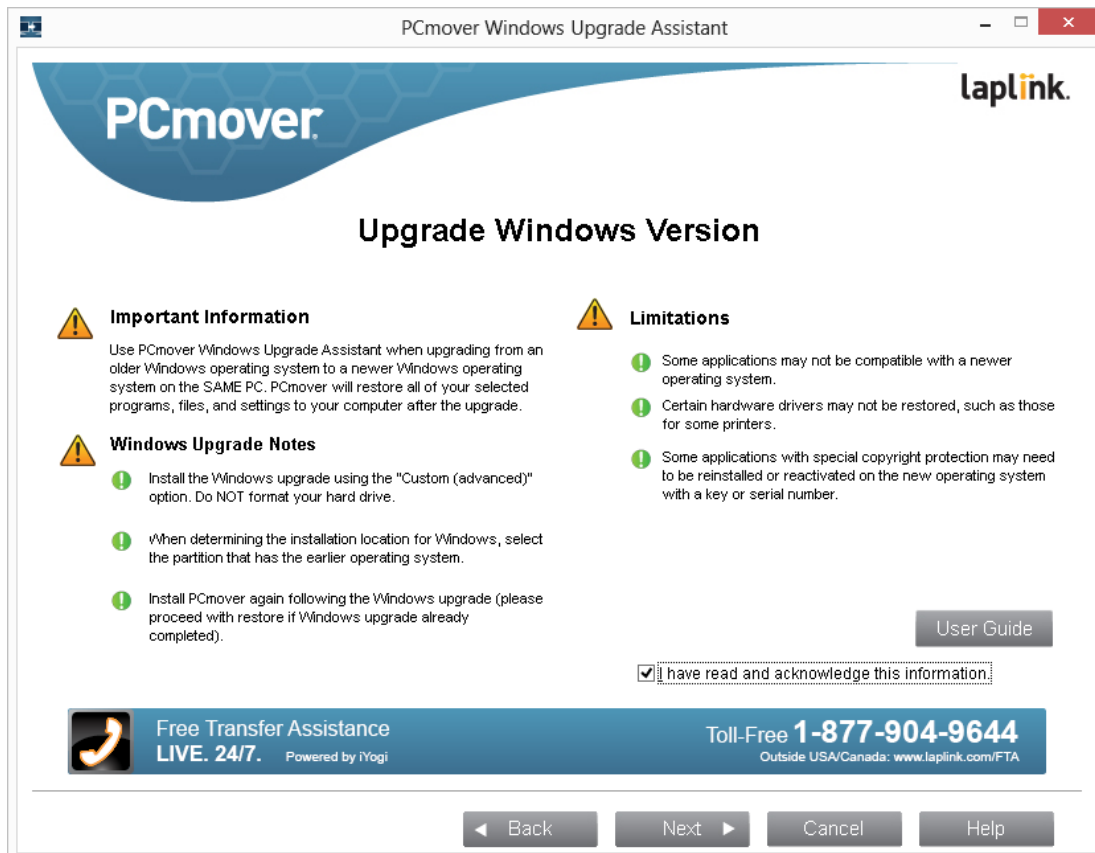 PCmover Windows Upgrade Assistant
PCmover
laplink.
Upgrade Windows Version
Important Information
Use PCmover Windows Upgrade Assistant when upgrading from an
older Windows operating system to a newer Windows operating
system on the SAME PC. PCmover will restore all of your selected
programs, files, and settings to your computer after the upgrade.
Windows Upgrade Notes
Install the Windows upgrade using the "Custom (advanced)"
option. Do NOT format your hard drive.
When determining the installation location for Windows, select
the partition that has the earlier operating system.
Install PCmover again following the Windows upgrade (please
proceed with restore if Windows upgrade already
completed).
Limitations
Some applications may not be compatible with a newer
operating system.
Certain hardware drivers may not be restored, such as those
for some printers.
Some applications with special copyright protection may need
to be reinstalled or reactivated on the new operating system
with a key or serial number.
User Guide
I have read and acknowledge this information.
Free Transfer Assistance
LIVE. 24/7. Powered by iYogi
Toll-Free 1-877-904-9644
Outside USA/Canada: www.laplink.com/FTA
Back
Next
Cancel
Help